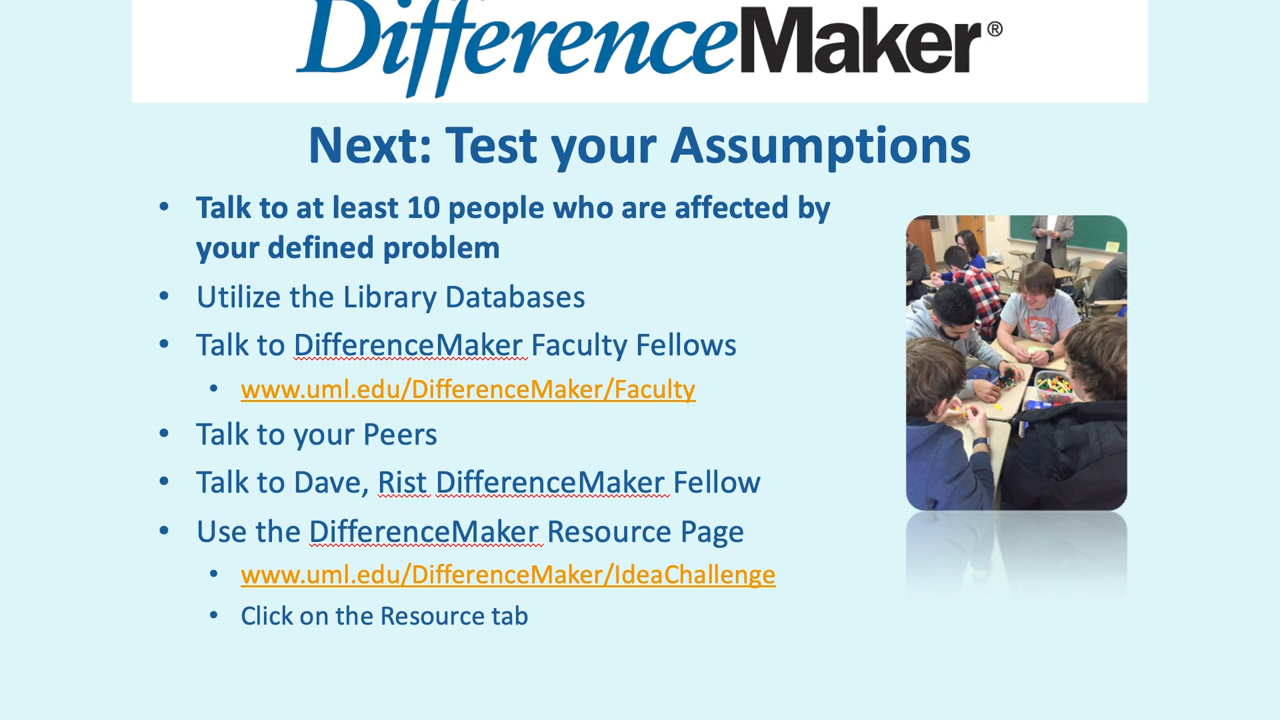 DifferenceMaker®
Next: Test your Assumptions
• Talk to at least 10 people who are affected by
your defined problem
• Utilize the Library Databases
• Talk to DifferenceMaker Faculty Fellows
• www.uml.edu/DifferenceMaker/Faculty
• Talk to your Peers
• Talk to Dave, Rist DifferenceMaker Fellow
• Use the DifferenceMaker Resource Page
• www.uml.edu/DifferenceMaker/IdeaChallenge
• Click on the Resource tab